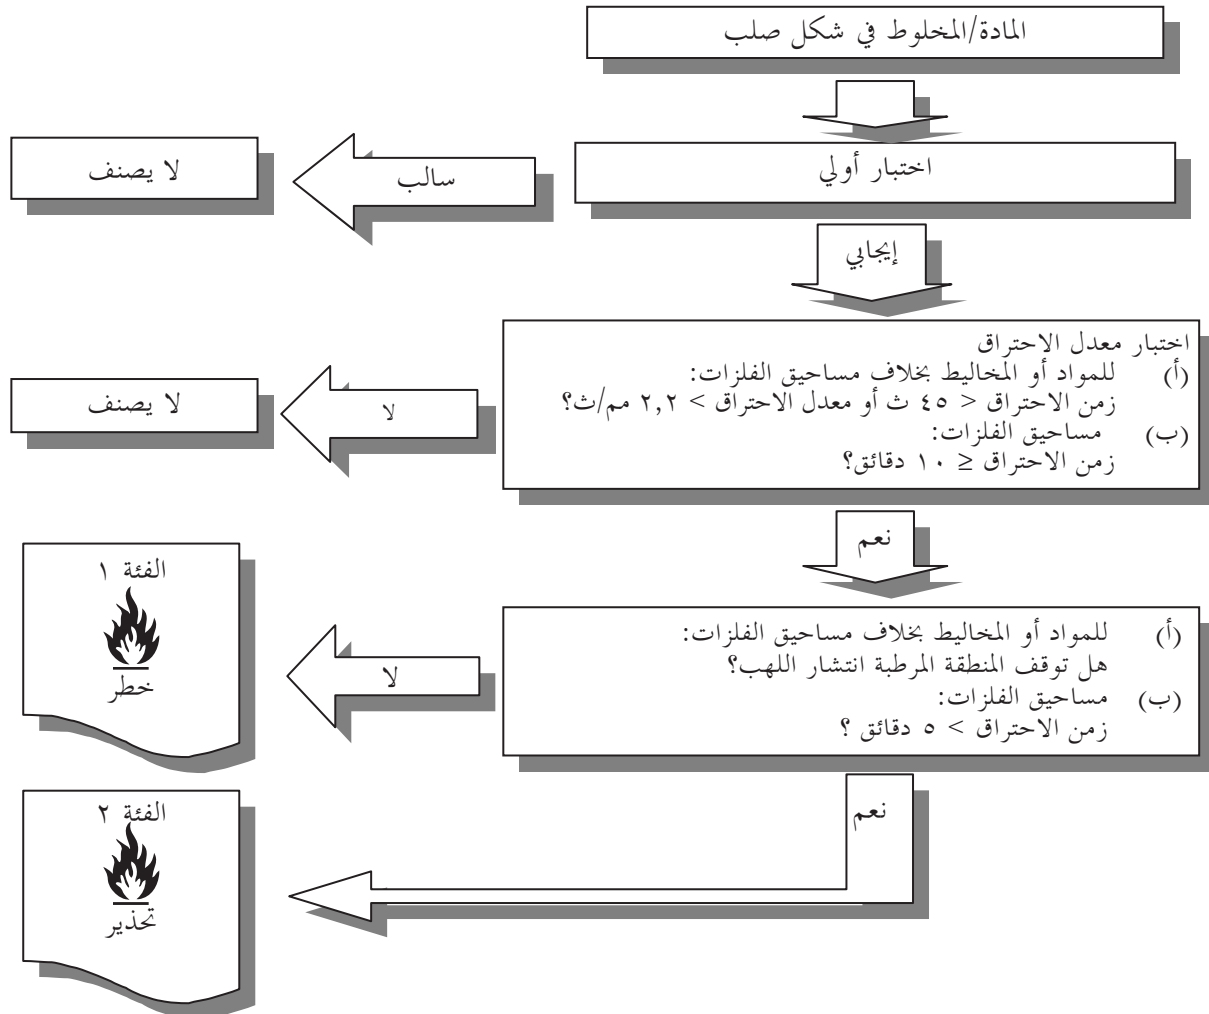 المادة/المخلوط في شكل صلب
اختبار أولي
سالب
لا يصنف
إيجابي
اختبار معدل الاحتراق
(أ) للمواد أو المخاليط بخلاف مساحيق الفلزات:
زمن الاحتراق < ٤٥ ث أو معدل الاحتراق > ٢,٢ مم/ث؟
(ب) مساحيق الفلزات:
زمن الاحتراق ≤ ١٠ دقائق؟
لا
لا يصنف
نعم
(أ) للمواد أو المخاليط بخلاف مساحيق الفلزات:
هل توقف المنطقة المرطبة انتشار اللهب؟
(ب) مساحيق الفلزات:
زمن الاحتراق > ٥ دقائق ؟
لا
الفئة ١
خطر
نعم
الفئة ٢
تحذير